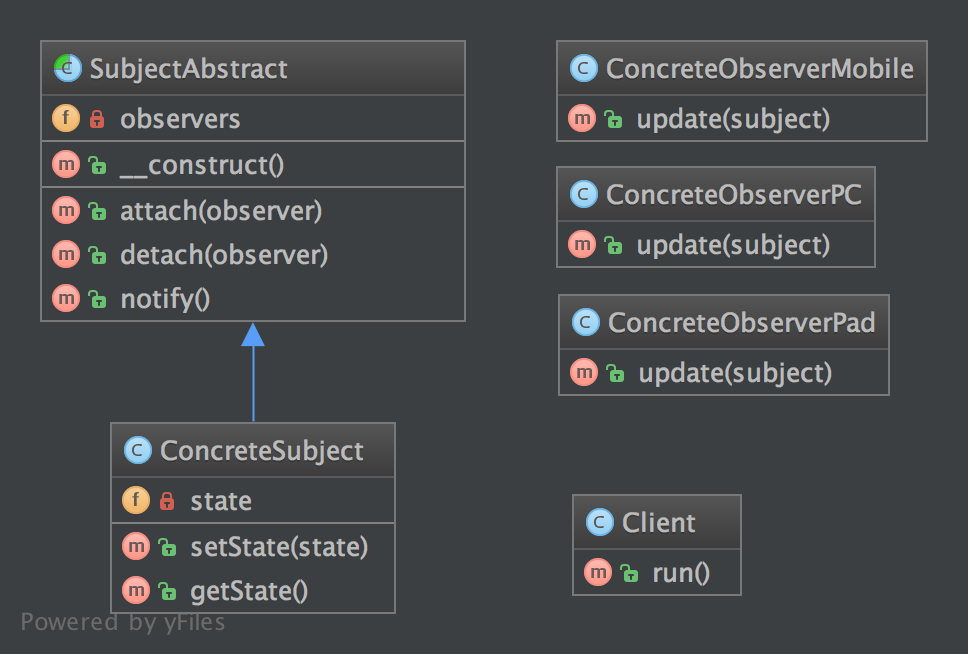 SubjectAbstract
f observers
m __construct()
m attach(observer)
m detach(observer)
m notify()
C ConcreteSubject
f state
m setState(state)
m getState()
C ConcreteObserverMobile
m update(subject)
C ConcreteObserverPC
m update(subject)
C ConcreteObserverPad
m update(subject)
C Client
m run()
Powered by yFiles